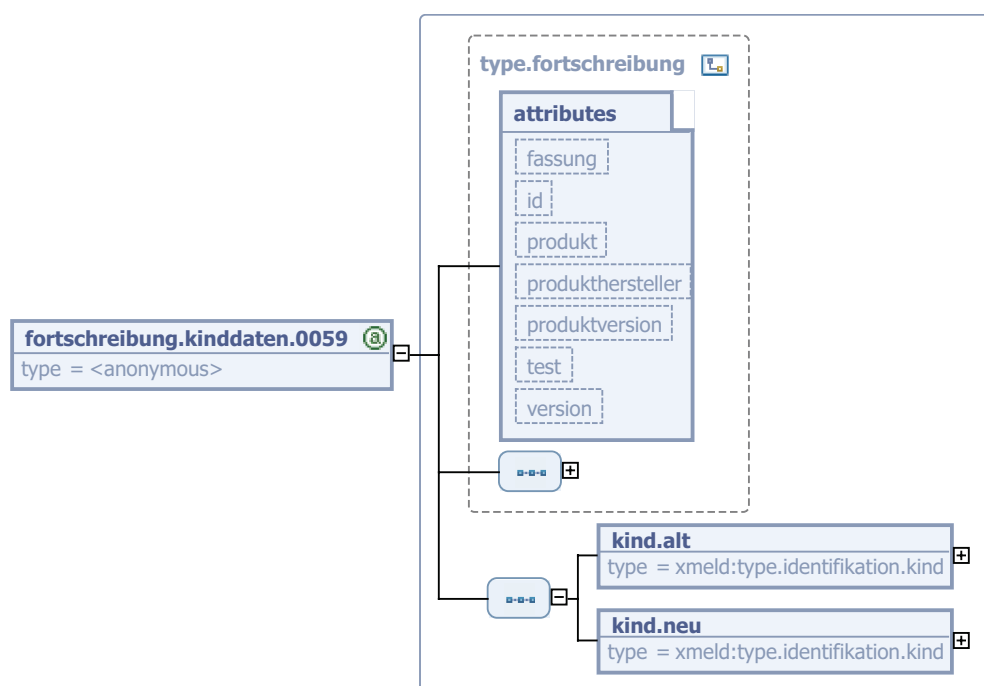 type.fortschreibung
attributes
fassung
id
produkt
produkthersteller
produktversion
test
version
fortschreibung.kinddaten.0059 @
type = <anonymous>
kind.alt
type = xmeld:type.identifikation.kind
kind.neu
type = xmeld:type.identifikation.kind